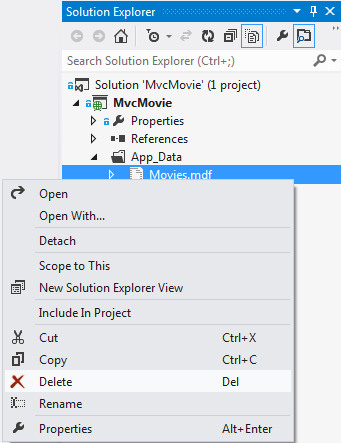 Solution Explorer
Search Solution Explorer (Ctrl+;)
Solution 'MvcMovie' (1 project)
MvcMovie
Properties
References
App_Data
Movies.mdf
Open
Open With...
Detach
Scope to This
New Solution Explorer View
Include In Project
Cut Ctrl+X
Copy Ctrl+C
Delete Del
Rename
Properties Alt+Enter